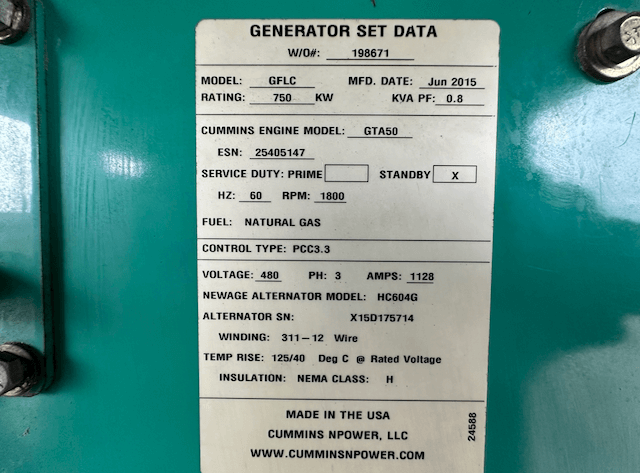 GENERATOR SET DATA
W/O#: 198671
MODEL: GFLC MFD. DATE: Jun 2015
RATING: 750 KW KVA PF: 0.8
CUMMINS ENGINE MODEL: GTA50
ESN: 25405147
SERVICE DUTY: PRIME STANDBY X
HZ: 60 RPM: 1800
FUEL: NATURAL GAS
CONTROL TYPE: PCC3.3
VOLTAGE: 480 PH: 3 AMPS: 1128
NEWAGE ALTERNATOR MODEL: HC604G
ALTERNATOR SN: X15D175714
WINDING: 311-12 Wire
TEMP RISE: 125/40 Deg C @ Rated Voltage
INSULATION: NEMA CLASS: H
MADE IN THE USA
CUMMINS NPOWER, LLC
WWW.CUMMINSNPOWER.COM
24588